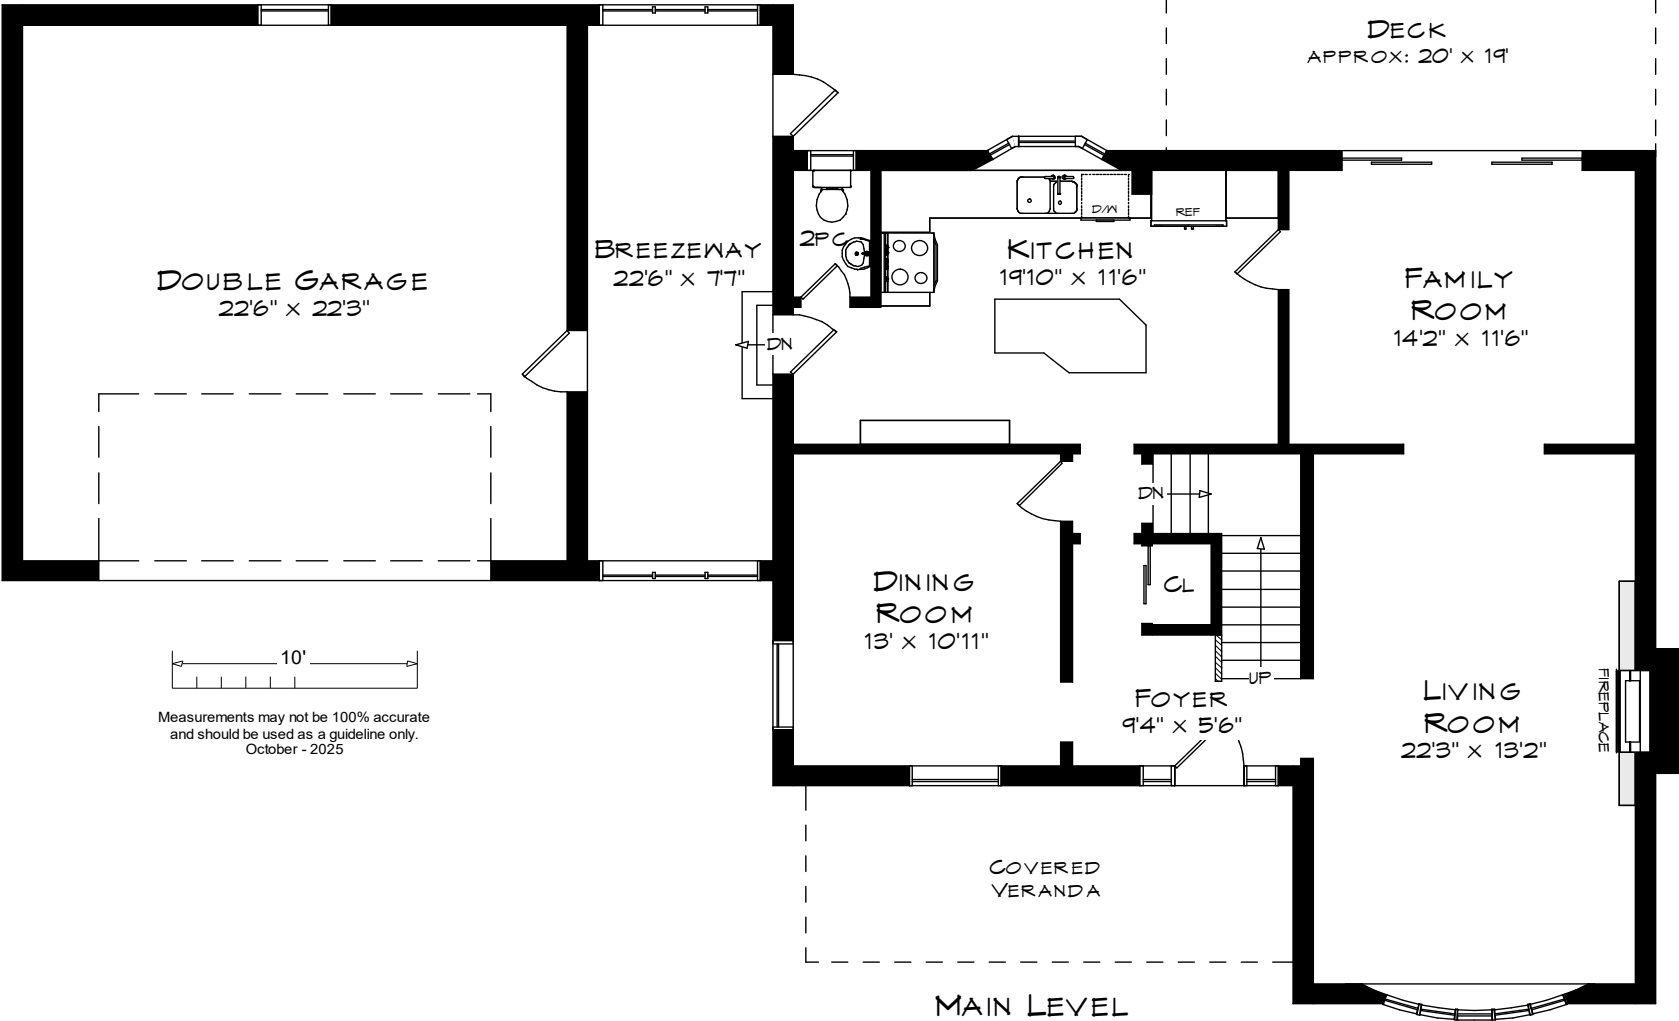 DECK
APPROX: 20' X 19'
DOUBLE GARAGE
22'6" X 22'3"
BREEZEWAY
22'6" X 7'7"
2PC
D/W
REF
KITCHEN
19'10" X 11'6"
FAMILY
ROOM
14'2" X 11'6"
DN
DN
DINING
ROOM
13' X 10'11"
CL
UP
FOYER
9'4" X 5'6"
LIVING
ROOM
22'3" X 13'2"
FIREPLACE
10'
Measurements may not be 100% accurate
and should be used as a guideline only.
October - 2025
COVERED
VERANDA
MAIN LEVEL